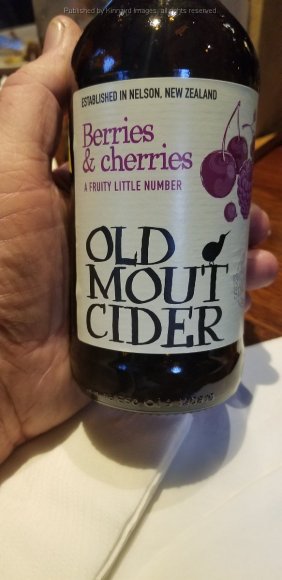 Published by Kinnard Images, all rights reserved.
ESTABLISHED IN NELSON, NEW ZEALAND
Berries
& cherries
A FRUITY LITTLE NUMBER
OLD
MOUT
CIDER